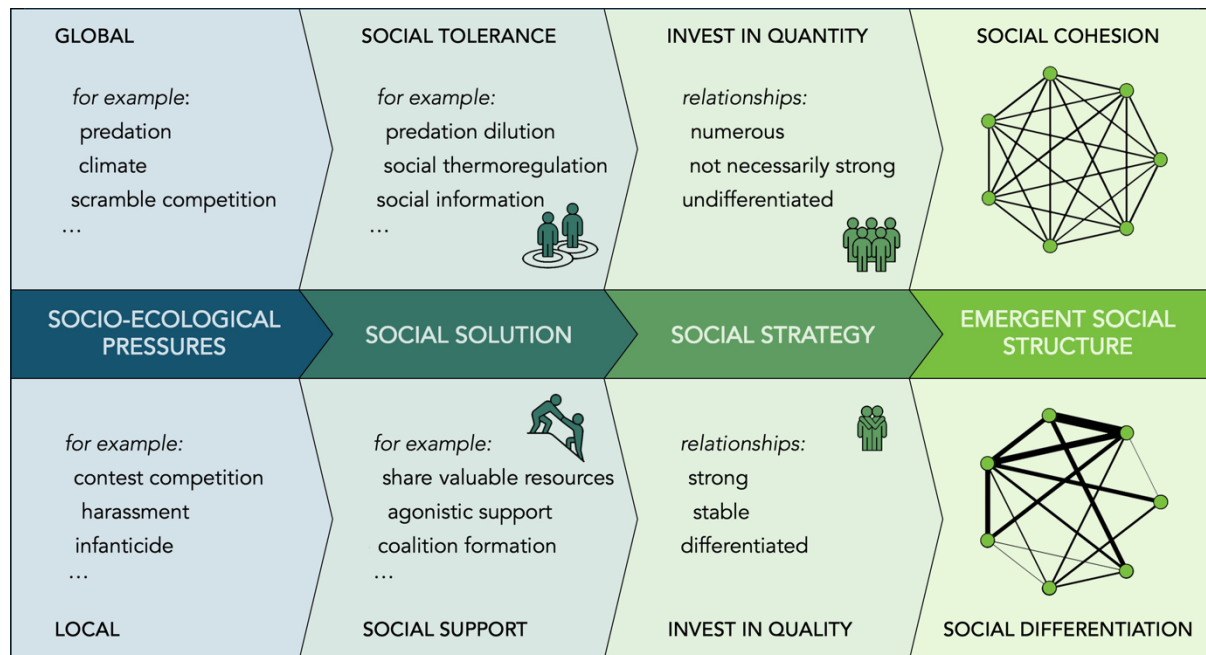 GLOBAL
for example:
predation
climate
scramble competition
...
SOCIAL TOLERANCE
for example:
predation dilution
social thermoregulation
social information
...
INVEST IN QUANTITY
relationships:
numerous
not necessarily strong
undifferentiated
SOCIAL COHESION
SOCIO-ECOLOGICAL
PRESSURES
SOCIAL SOLUTION
SOCIAL STRATEGY
EMERGENT SOCIAL
STRUCTURE
for example:
contest competition
harassment
infanticide
...
LOCAL
for example:
share valuable resources
agonistic support
coalition formation
...
SOCIAL SUPPORT
relationships:
strong
stable
differentiated
INVEST IN QUALITY
SOCIAL DIFFERENTIATION